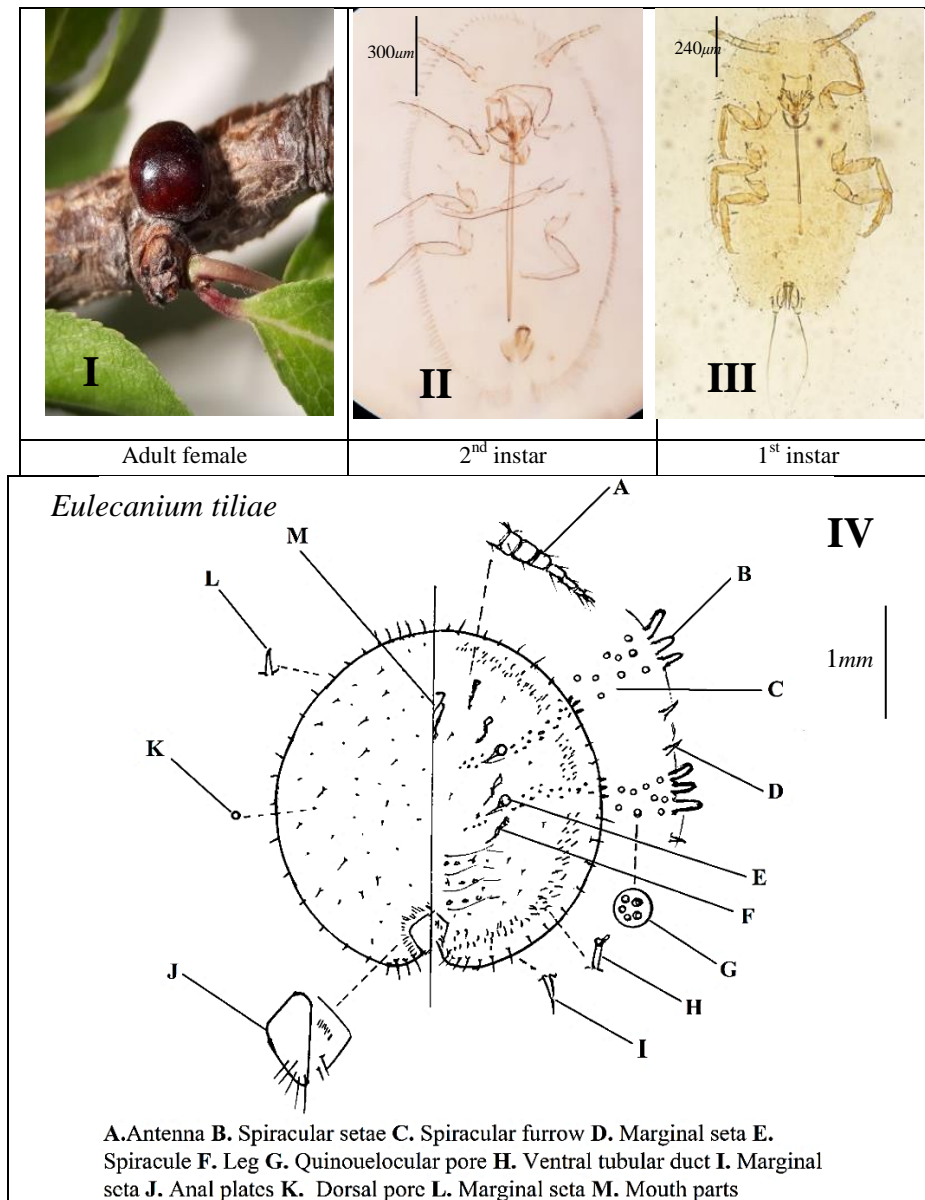 300μm
240μm
I
II
III
Adult female
2nd instar
1st instar
Eulecanium tiliae
IV
A
M
B
L
1mm
C
K
D
E
F
G
J
H
I
A.Antenna B. Spiracular setae C. Spiracular furrow D. Marginal seta E.
Spiracule F. Leg G. Quinouelocular pore H. Ventral tubular duct I. Marginal
seta J. Anal plates K. Dorsal pore L. Marginal seta M. Mouth parts